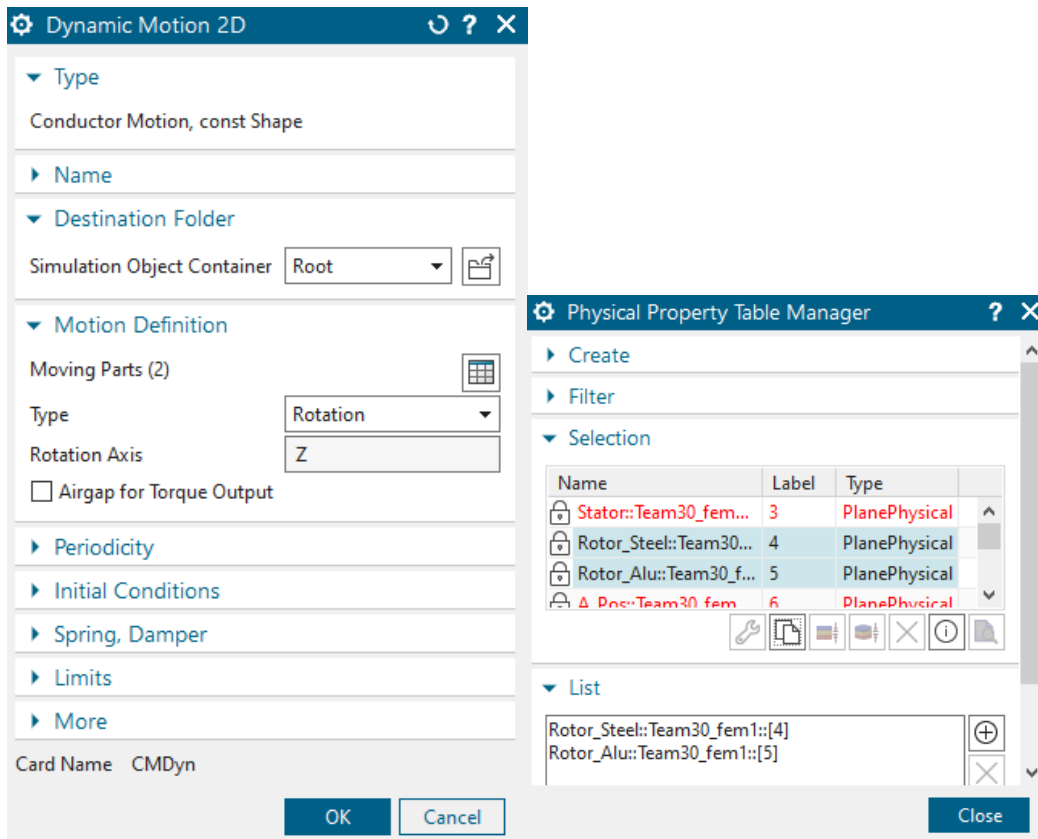 Dynamic Motion 2D
Type
Conductor Motion, const Shape
Name
Destination Folder
Simulation Object Container Root
Motion Definition
Moving Parts (2)
Type Rotation
Rotation Axis Z
Airgap for Torque Output
Periodicity
Initial Conditions
Spring, Damper
Limits
More
Card Name CMDyn
OK Cancel
Physical Property Table Manager
Create
Filter
Selection
Name Label Type
Stator::Team30_fem... 3 PlanePhysical
Rotor_Steel::Team30... 4 PlanePhysical
Rotor_Alu::Team30_f... 5 PlanePhysical
A_Pos::Team30_fem 6 PlanePhysical
List
Rotor_Steel::Team30_fem1::[4]
Rotor_Alu::Team30_fem1::[5]
Close